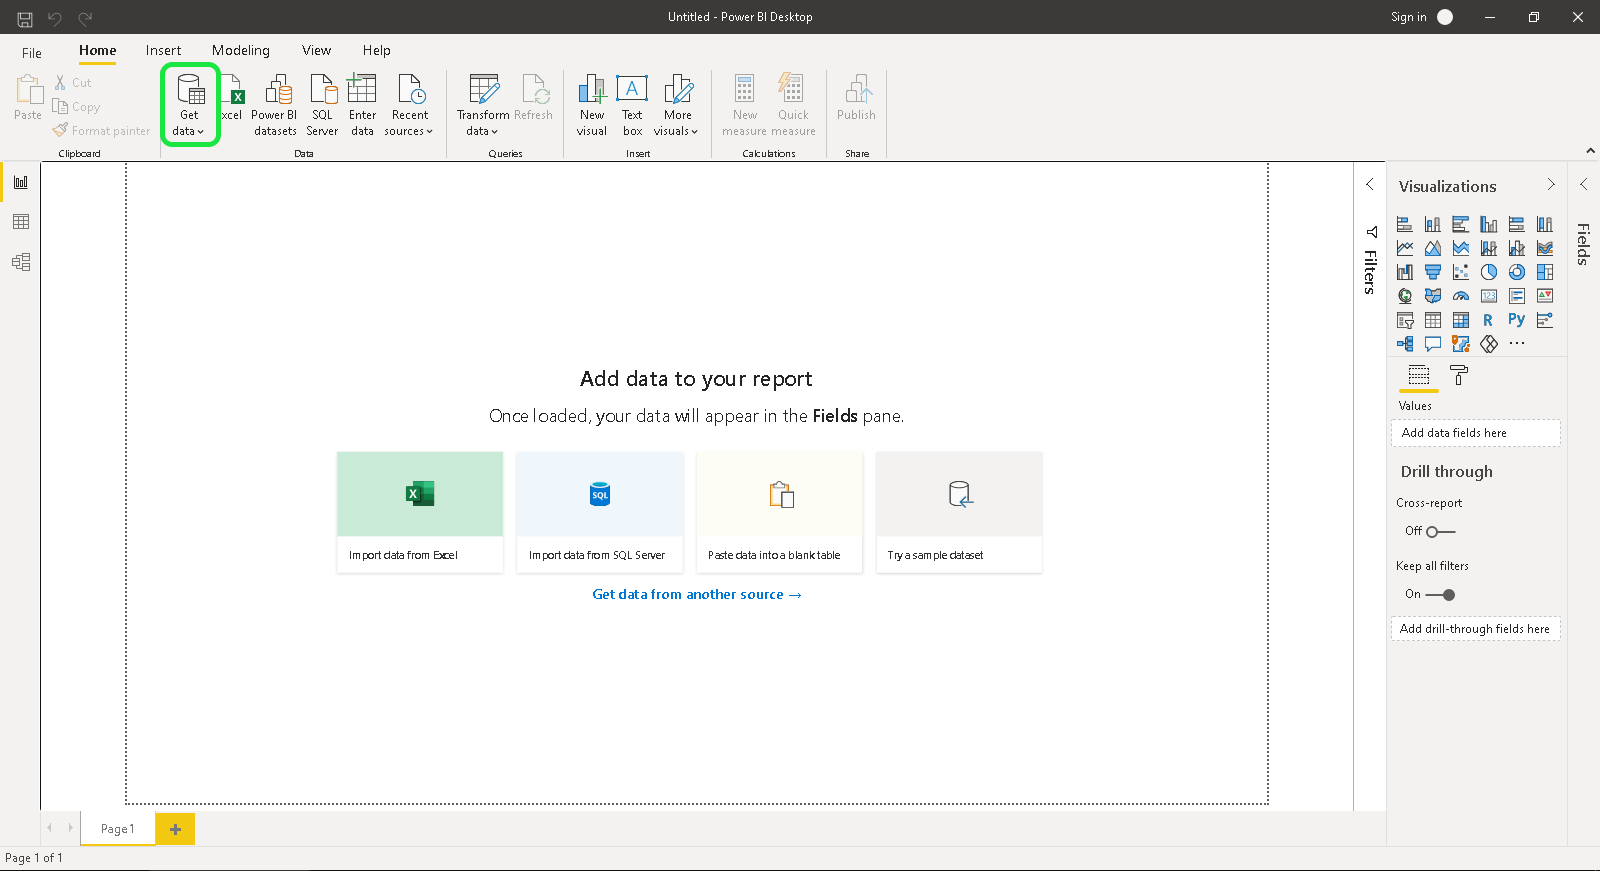 Untitled - Power BI Desktop
Sign in
File
Home
Insert
Modeling
View
Help
Paste
Cut
Copy
Format painter
Clipboard
Get
data
Excel
Power BI
datasets
SQL
Server
Enter
data
Recent
sources
Data
Transform
data
Refresh
Queries
New
visual
A
Text
box
More
visuals
Insert
New
measure
Quick
measure
Calculations
Publish
Share
Add data to your report
Once loaded, your data will appear in the Fields pane.
X
Import data from Excel
SQL
Import data from SQL Server
Paste data into a blank table
Try a sample dataset
Get data from another source →
Filters
Visualizations
123
R
Py
Values
Add data fields here
Drill through
Cross-report
Off
Keep all filters
On
Add drill-through fields here
Fields
Page 1
Page 1 of 1